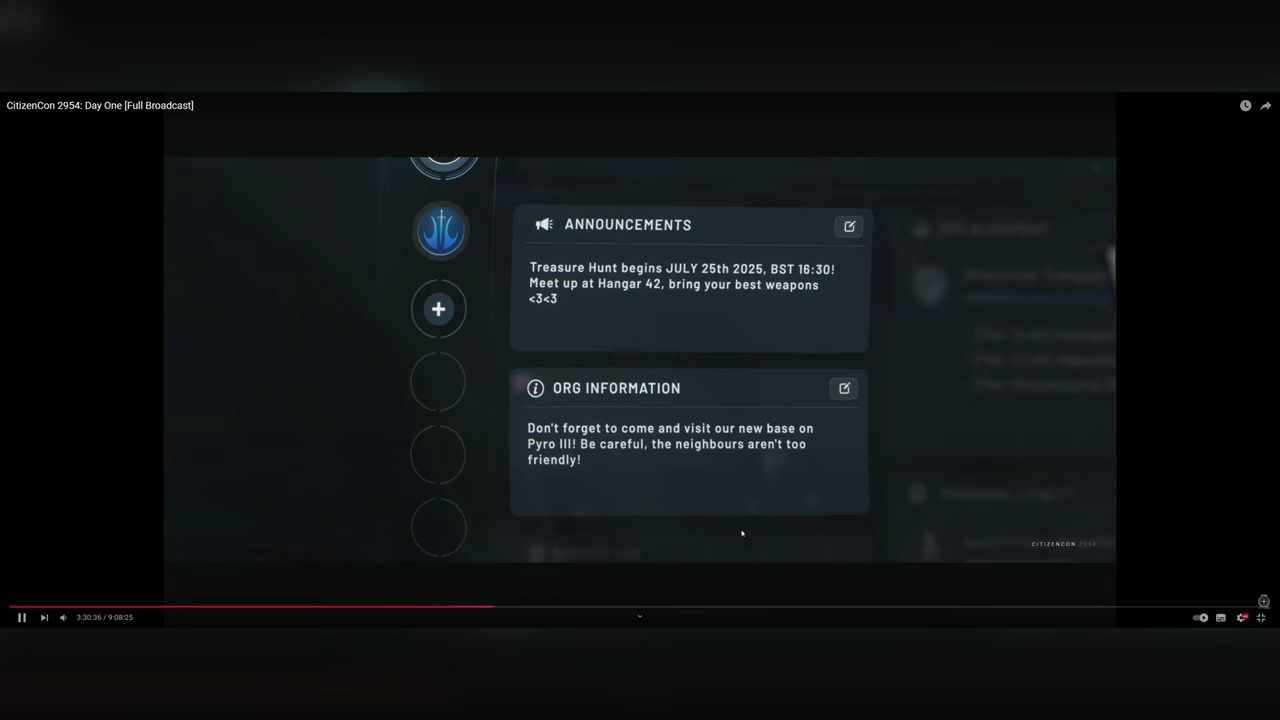 CitizenCon 2954: Day One [Full Broadcast]
ANNOUNCEMENTS
Treasure Hunt begins JULY 25th 2025, BST 16:30!
Meet up at Hangar 42, bring your best weapons
<3<3
ORG INFORMATION
Don't forget to come and visit our new base on
Pyro III! Be careful, the neighbours aren't too
friendly!
CITIZENCON 2954
3:30:36 / 9:08:25